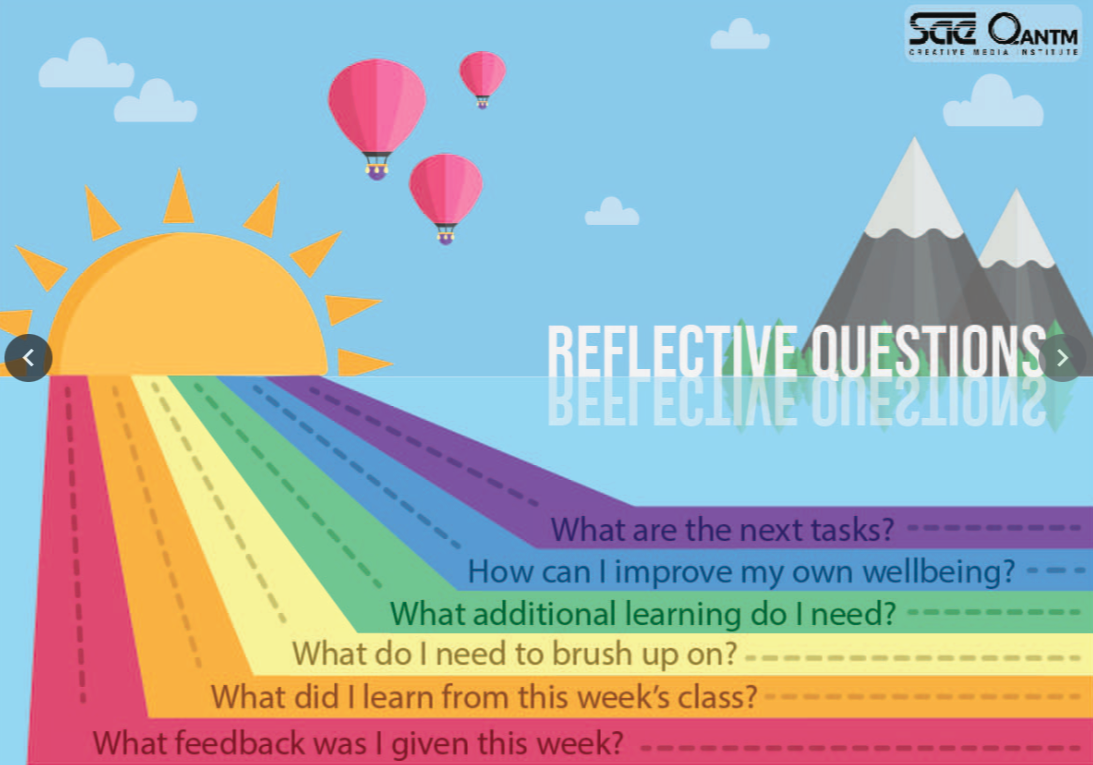 SAE QANTM
CREATIVE MEDIA INSTITUTE
REFLECTIVE QUESTIONS
What are the next tasks?
How can I improve my own wellbeing?
What additional learning do I need?
What do I need to brush up on?
What did I learn from this week's class?
What feedback was I given this week?